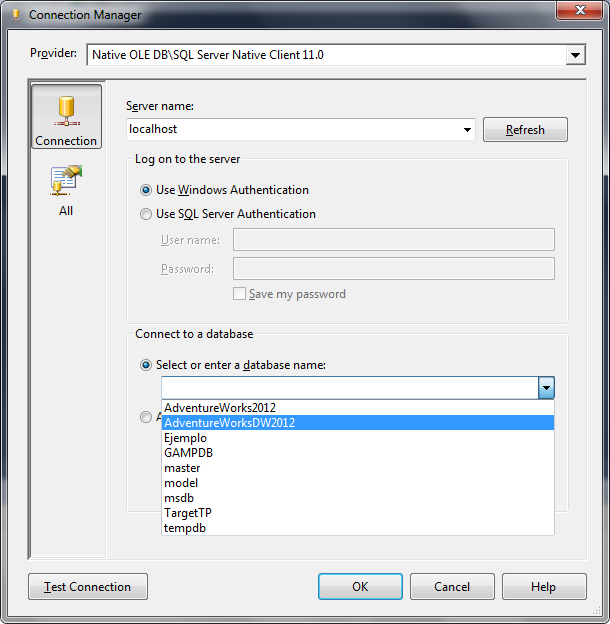 Connection Manager
Provider:
Native OLE DB\SQL Server Native Client 11.0
Connection
All
Server name:
localhost
Refresh
Log on to the server
Use Windows Authentication
Use SQL Server Authentication
User name:
Password:
Save my password
Connect to a database
Select or enter a database name:
AdventureWorks2012
AdventureWorksDW2012
Ejemplo
GAMPDB
master
model
msdb
TargetTP
tempdb
Test Connection
OK
Cancel
Help